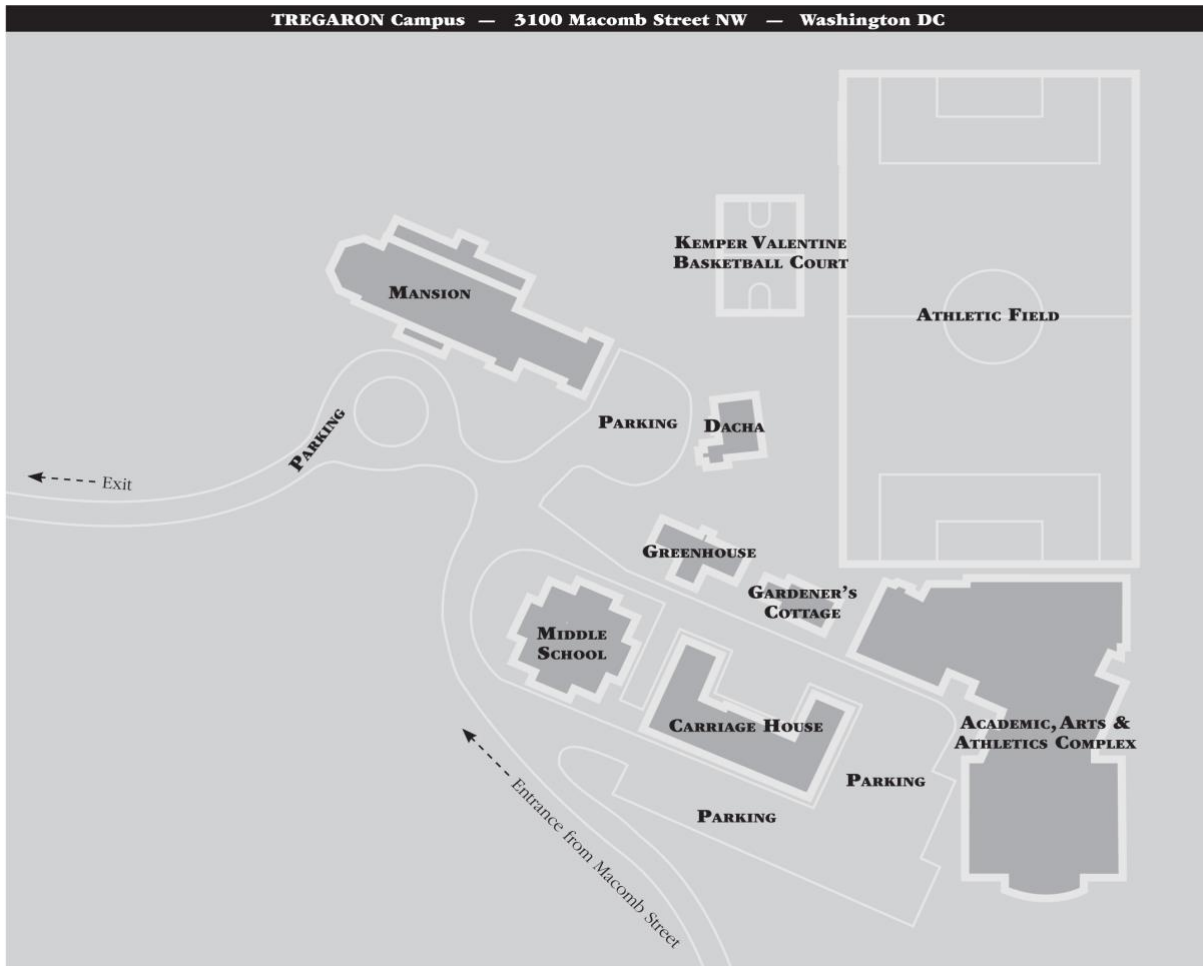 TREGARON Campus — 3100 Macomb Street NW — Washington DC
KEMPER VALENTINE
BASKETBALL COURT
MANSION
ATHLETIC FIELD
PARKING
PARKING
DACHA
Exit
GREENHOUSE
GARDENER'S
COTTAGE
MIDDLE
SCHOOL
CARRIAGE HOUSE
ACADEMIC, ARTS &
ATHLETICS COMPLEX
PARKING
PARKING
Entrance from Macomb Street